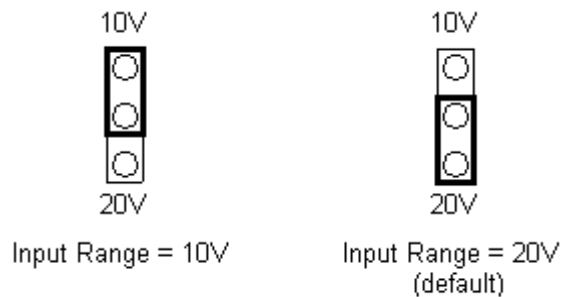 10V
20V
Input Range = 10V
10V
20V
Input Range = 20V
(default)